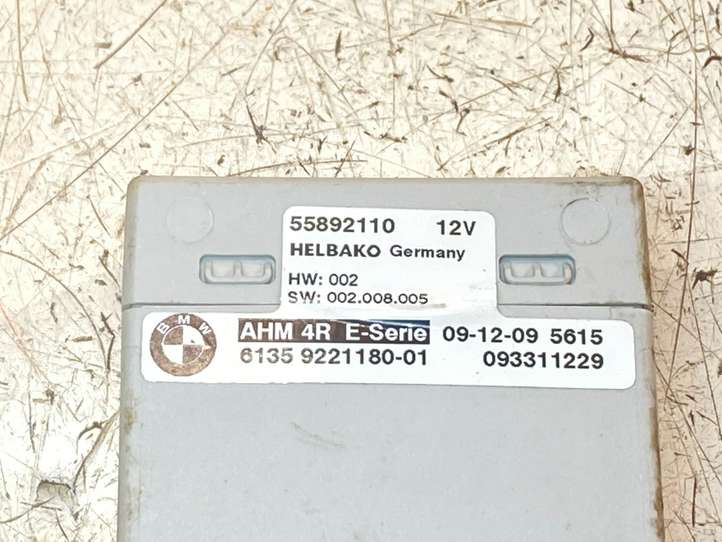 55892110 12V
HELBAKO Germany
HW: 002
SW: 002.008.005
BMW
AHM 4R E-Serie 09-12-09 5615
6135 9221180-01 093311229